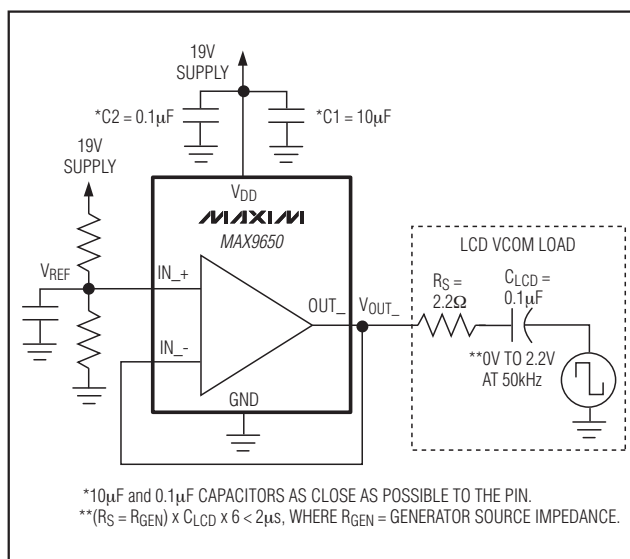 19V
SUPPLY
*C2 = 0.1µF
*C1 = 10µF
19V
SUPPLY
VDD
MAXIM
MAX9650
VREF
IN_+
OUT_
VOUT_
IN_-
GND
LCD VCOM LOAD
RS =
2.2Ω
CLCD =
0.1µF
**0V TO 2.2V
AT 50kHz
*10µF and 0.1µF CAPACITORS AS CLOSE AS POSSIBLE TO THE PIN.
**(RS = RGEN) x CLCD x 6 < 2µs, WHERE RGEN = GENERATOR SOURCE IMPEDANCE.